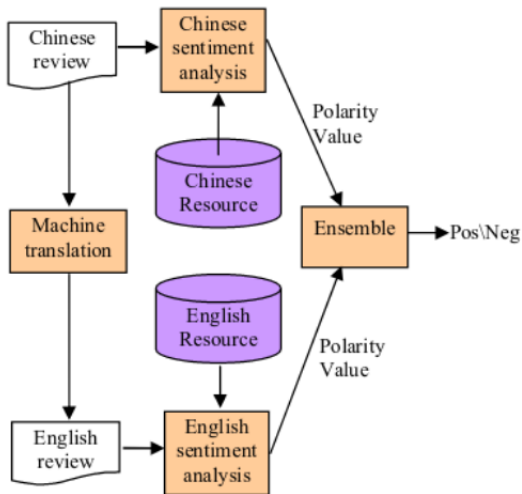 Chinese
review
Chinese
sentiment
analysis
Polarity
Value
Chinese
Resource
Machine
translation
Ensemble
Pos\Neg
English
Resource
Polarity
Value
English
review
English
sentiment
analysis